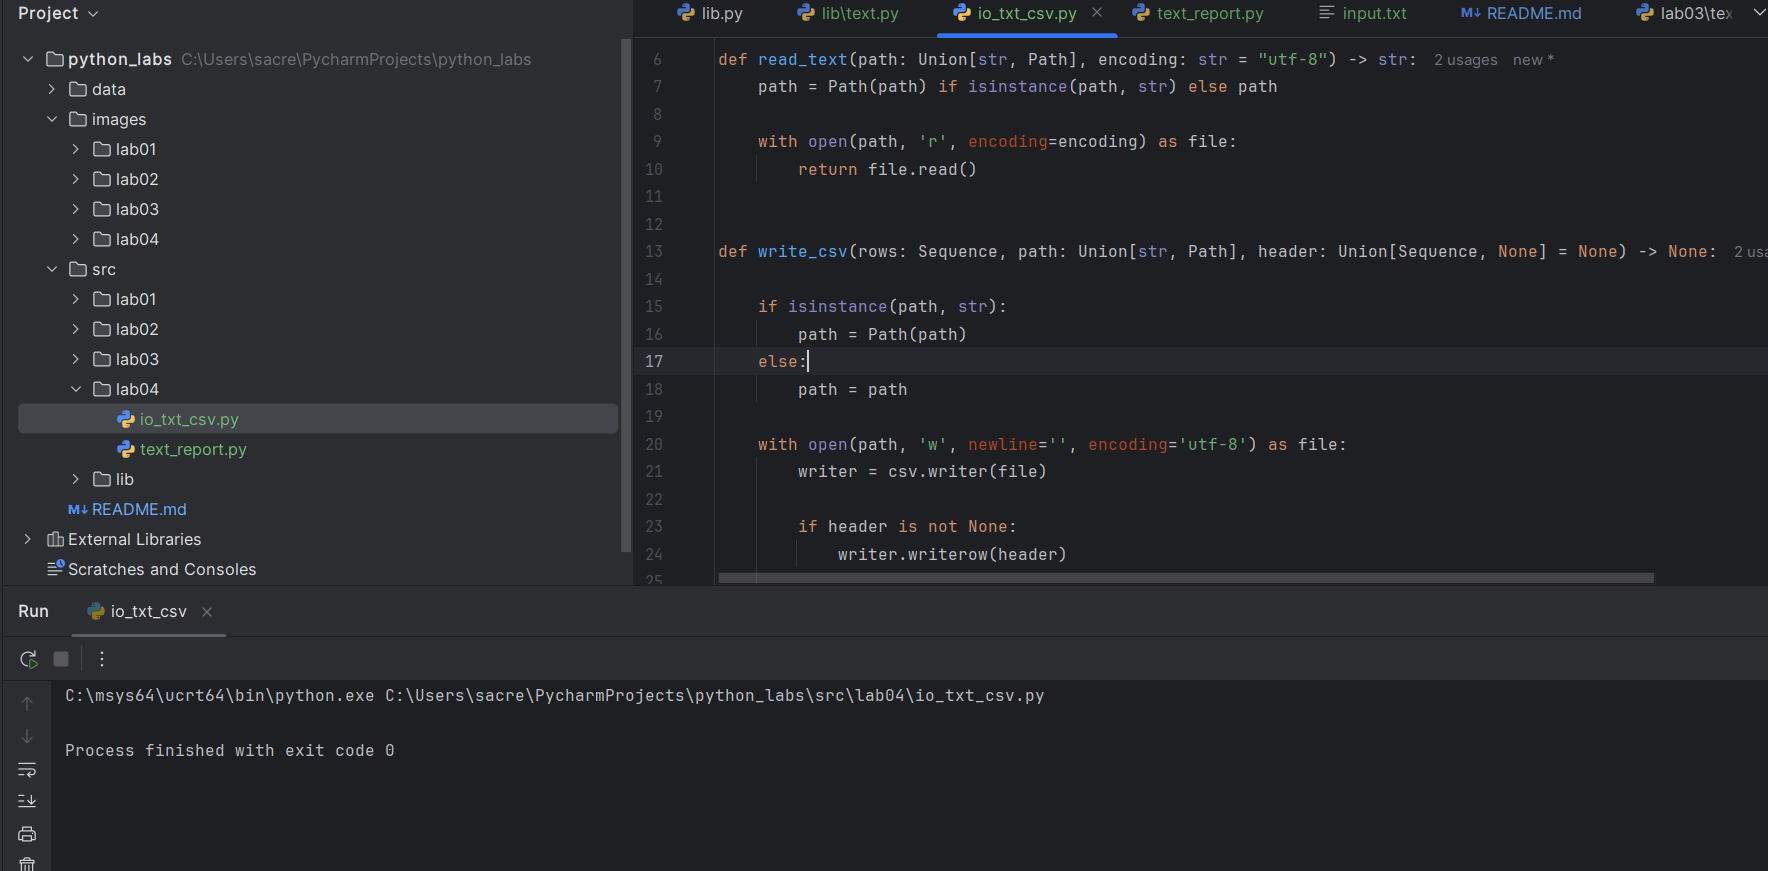 Project
lib.py
lib\text.py
io_txt_csv.py
text_report.py
input.txt
M↓ README.md
python_labs C:\Users\sacre\PycharmProjects\python_labs
data
images
lab01
lab02
lab03
lab04
src
lab01
lab02
lab03
lab04
io_txt_csv.py
text_report.py
lib
M↓ README.md
External Libraries
Scratches and Consoles
6 def read_text(path: Union[str, Path], encoding: str = "utf-8") -> str: 2 usages new *
7 path = Path(path) if isinstance(path, str) else path
8
9 with open(path, 'r', encoding=encoding) as file:
10 return file.read()
11
12
13 def write_csv(rows: Sequence, path: Union[str, Path], header: Union[Sequence, None] = None) -> None: 2
14
15 if isinstance(path, str):
16 path = Path(path)
17 else:
18 path = path
19
20 with open(path, 'w', newline='', encoding='utf-8') as file:
21 writer = csv.writer(file)
22
23 if header is not None:
24 writer.writerow(header)
25
Run
io_txt_csv
C:\msys64\ucrt64\bin\python.exe C:\Users\sacre\PycharmProjects\python_labs\src\lab04\io_txt_csv.py
Process finished with exit code 0